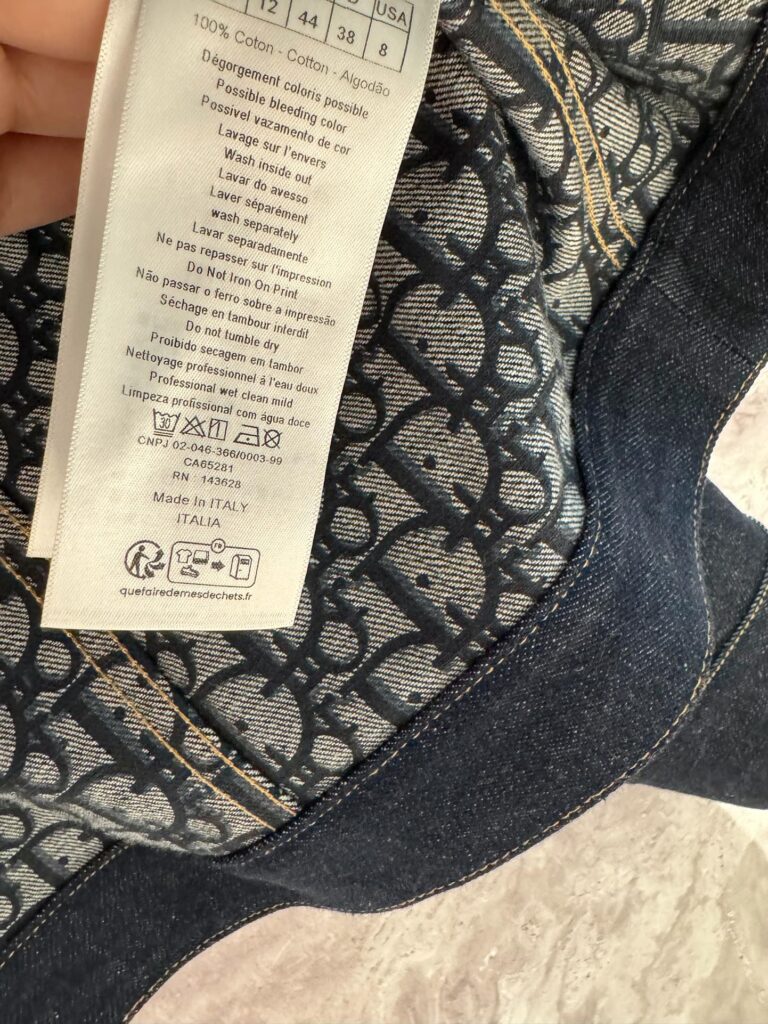 USA
12 44 38 8
100% Coton - Cotton - Algodão
Dégorgement coloris possible
Possible bleeding color
Possivel vazamento de cor
Lavage sur l'envers
Wash inside out
Lavar do avesso
Laver séparément
wash separately
Lavar separadamente
Ne pas repasser sur l'impression
Do Not Iron On Print
Não passar o ferro sobre a impressão
Séchage en tambour interdit
Do not tumble dry
Proibido secagem em tambor
Nettoyage professionnel à l'eau doux
Professional wet clean mild
Limpeza profissional com água doce
30
CNPJ 02-046-366/0003-99
CA65281
RN : 143628
Made In ITALY
ITALIA
FR
quefairedemesdechets.fr